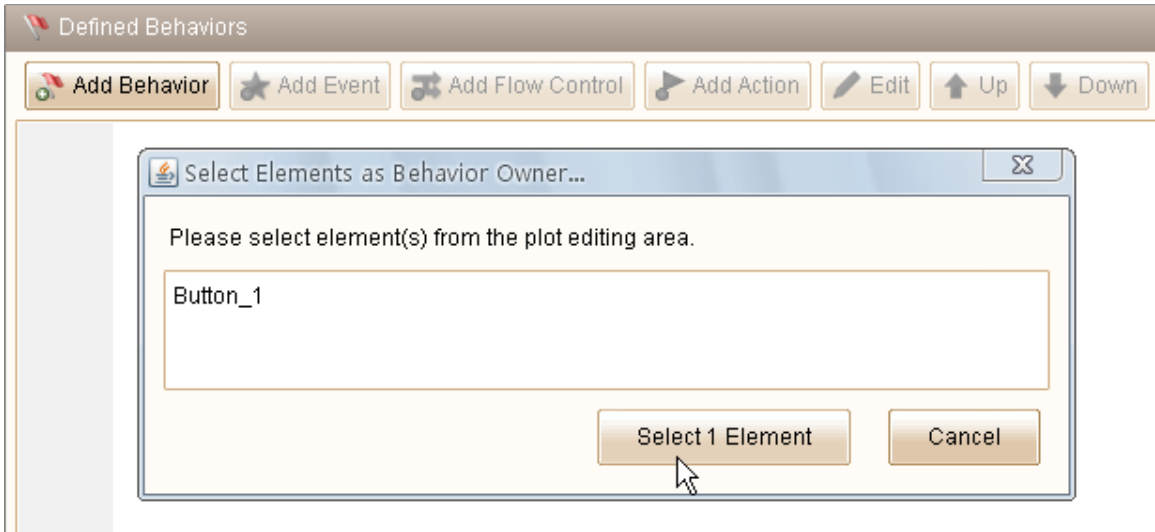 Defined Behaviors
Add Behavior Add Event Add Flow Control Add Action Edit Up Down
Select Elements as Behavior Owner...
Please select element(s) from the plot editing area.
Button_1
Select 1 Element Cancel